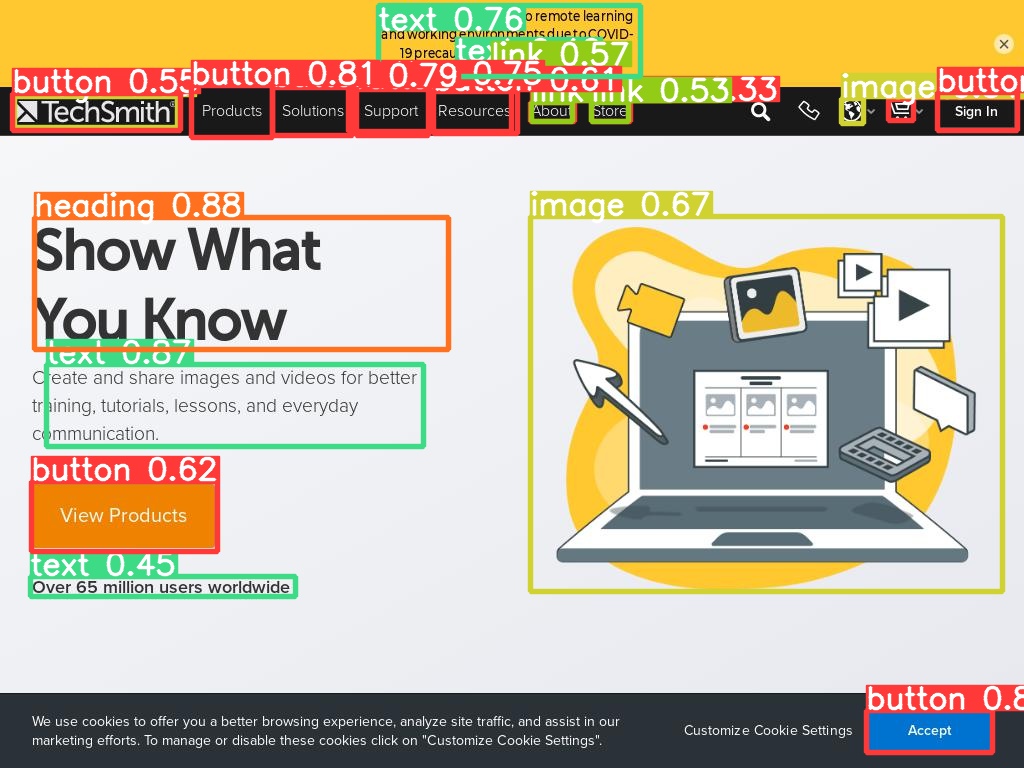 text 0.76
o remote learning
and working environments due to COVID-
19 precau
link 0.57
button 0.55
button 0.81
0.79
0.75
0.61
link
link 0.53
.33
image
button
TechSmith
Products
Solutions
Support
Resources
About
Store
Sign In
heading 0.88
image 0.67
Show What
You Know
text 0.87
Create and share images and videos for better
training, tutorials, lessons, and everyday
communication.
button 0.62
View Products
text 0.45
Over 65 million users worldwide
button 0.8
We use cookies to offer you a better browsing experience, analyze site traffic, and assist in our
marketing efforts. To manage or disable these cookies click on "Customize Cookie Settings".
Customize Cookie Settings
Accept